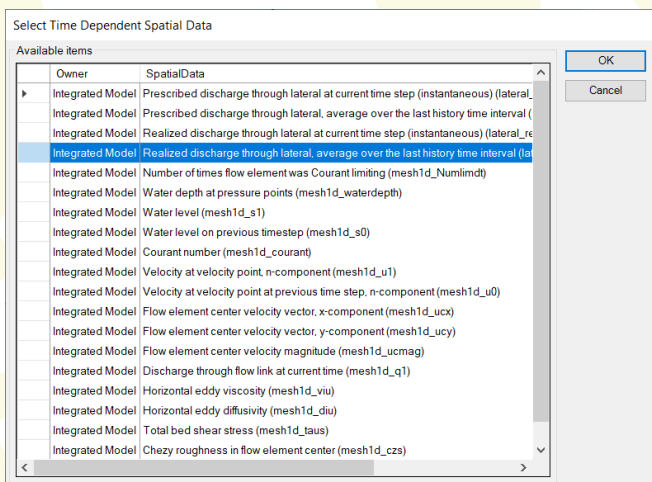 Select Time Dependent Spatial Data
Available items
Owner SpatialData
Integrated Model Prescribed discharge through lateral at current time step (instantaneous) (lateral_
Integrated Model Prescribed discharge through lateral, average over the last history time interval (
Integrated Model Realized discharge through lateral at current time step (instantaneous) (lateral_re
Integrated Model Realized discharge through lateral, average over the last history time interval (lat
Integrated Model Number of times flow element was Courant limiting (mesh1d_Numlimdt)
Integrated Model Water depth at pressure points (mesh1d_waterdepth)
Integrated Model Water level (mesh1d_s1)
Integrated Model Water level on previous timestep (mesh1d_s0)
Integrated Model Courant number (mesh1d_courant)
Integrated Model Velocity at velocity point, n-component (mesh1d_u1)
Integrated Model Velocity at velocity point at previous time step, n-component (mesh1d_u0)
Integrated Model Flow element center velocity vector, x-component (mesh1d_ucx)
Integrated Model Flow element center velocity vector, y-component (mesh1d_ucy)
Integrated Model Flow element center velocity magnitude (mesh1d_ucmag)
Integrated Model Discharge through flow link at current time (mesh1d_q1)
Integrated Model Horizontal eddy viscosity (mesh1d_viu)
Integrated Model Horizontal eddy diffusivity (mesh1d_diu)
Integrated Model Total bed shear stress (mesh1d_taus)
Integrated Model Chezy roughness in flow element center (mesh1d_czs)
OK
Cancel